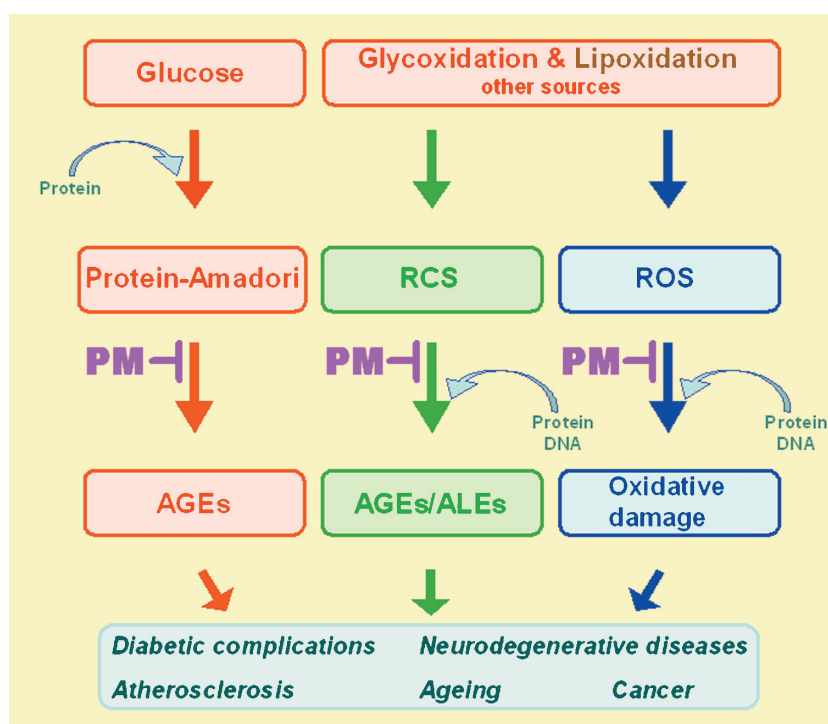 Glucose
Glycoxidation & Lipoxidation
other sources
Protein
Protein-Amadori
RCS
ROS
PM
PM
PM
Protein
DNA
Protein
DNA
AGEs
AGEs/ALEs
Oxidative
damage
Diabetic complications
Neurodegenerative diseases
Atherosclerosis
Ageing
Cancer